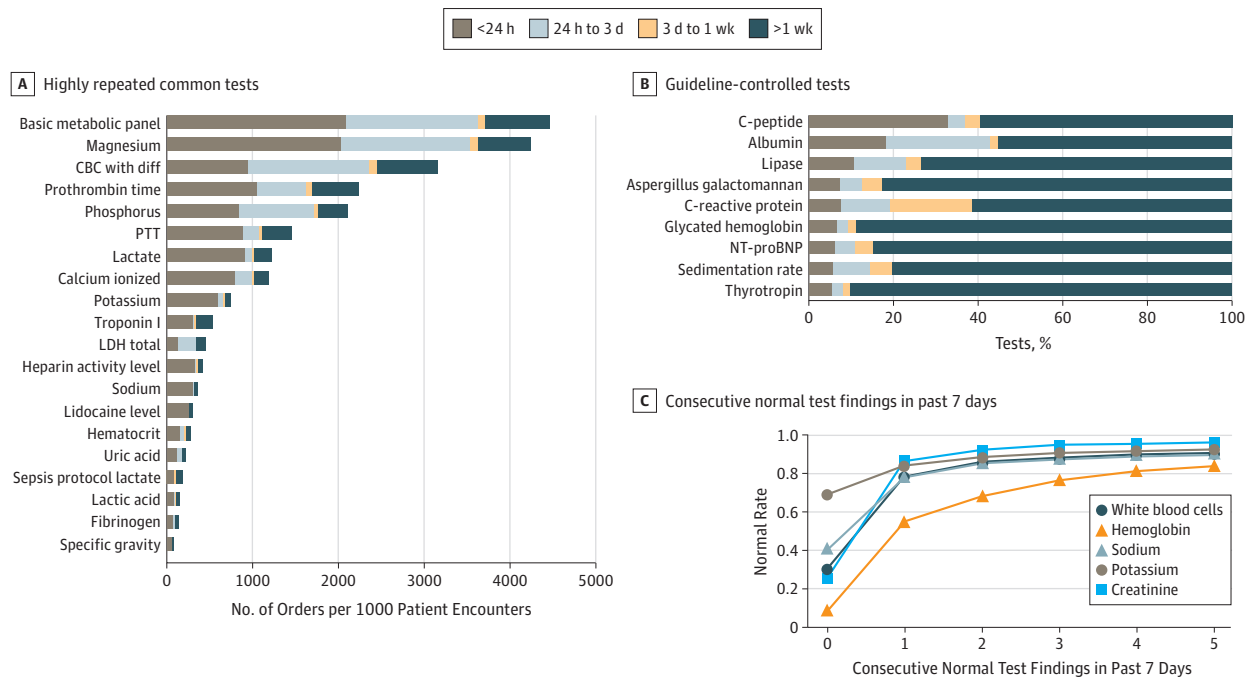 <24 h 24 h to 3 d 3 d to 1 wk >1 wk
A Highly repeated common tests
Basic metabolic panel
Magnesium
CBC with diff
Prothrombin time
Phosphorus
PTT
Lactate
Calcium ionized
Potassium
Troponin I
LDH total
Heparin activity level
Sodium
Lidocaine level
Hematocrit
Uric acid
Sepsis protocol lactate
Lactic acid
Fibrinogen
Specific gravity
0 1000 2000 3000 4000 5000
No. of Orders per 1000 Patient Encounters
B Guideline-controlled tests
C-peptide
Albumin
Lipase
Aspergillus galactomannan
C-reactive protein
Glycated hemoglobin
NT-proBNP
Sedimentation rate
Thyrotropin
0 20 40 60 80 100
Tests, %
C Consecutive normal test findings in past 7 days
1.0
0.8
0.6
0.4
0.2
0
Normal Rate
White blood cells
Hemoglobin
Sodium
Potassium
Creatinine
0 1 2 3 4 5
Consecutive Normal Test Findings in Past 7 Days